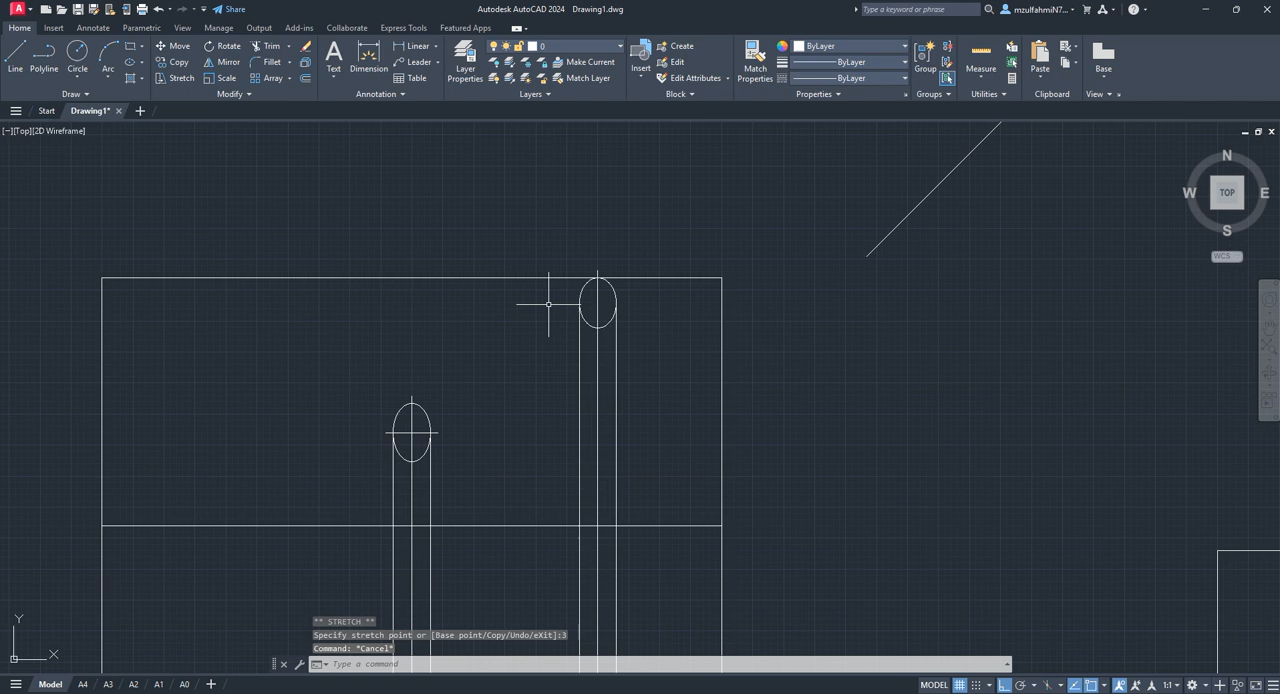 Share
Autodesk AutoCAD 2024 Drawing1.dwg
Type a keyword or phrase
mzulfahmiN7...
Home Insert Annotate Parametric View Manage Output Add-ins Collaborate Express Tools Featured Apps
Line Polyline Circle Arc
Move Rotate Trim
Copy Mirror Fillet
Stretch Scale Array
Text Dimension
Linear
Leader
Table
Layer Properties
0
Make Current
Match Layer
Insert
Create
Edit
Edit Attributes
Match Properties
ByLayer
ByLayer
ByLayer
Group
Measure
Paste
Base
Draw Modify Annotation Layers Block Properties Groups Utilities Clipboard View
Start Drawing1*
[−][Top][2D Wireframe]
N
W TOP E
S
WCS
Y
X
** STRETCH **
Specify stretch point or [Base point/Copy/Undo/eXit]:3
Command: *Cancel*
Type a command
Model A4 A3 A2 A1 A0
MODEL 1:1